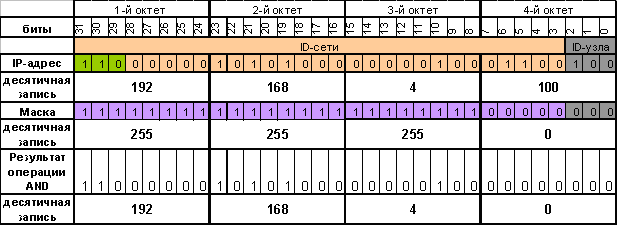 1-й октет 2-й октет 3-й октет 4-й октет
биты 31 30 29 28 27 26 25 24 23 22 21 20 19 18 17 16 15 14 13 12 11 10 9 8 7 6 5 4 3 2 1 0
ID-сети ID-узла
IP-адрес 1 1 0 0 0 0 0 0 1 0 1 0 1 0 0 0 0 0 0 0 0 1 0 0 0 1 1 0 0 1 0 0
десятичная
запись 192 168 4 100
Маска 1 1 1 1 1 1 1 1 1 1 1 1 1 1 1 1 1 1 1 1 1 1 1 1 0 0 0 0 0 0 0 0
десятичная
запись 255 255 255 0
Результат
операции
AND 1 1 0 0 0 0 0 0 1 0 1 0 1 0 0 0 0 0 0 0 0 1 0 0 0 0 0 0 0 0 0 0
десятичная
запись 192 168 4 0